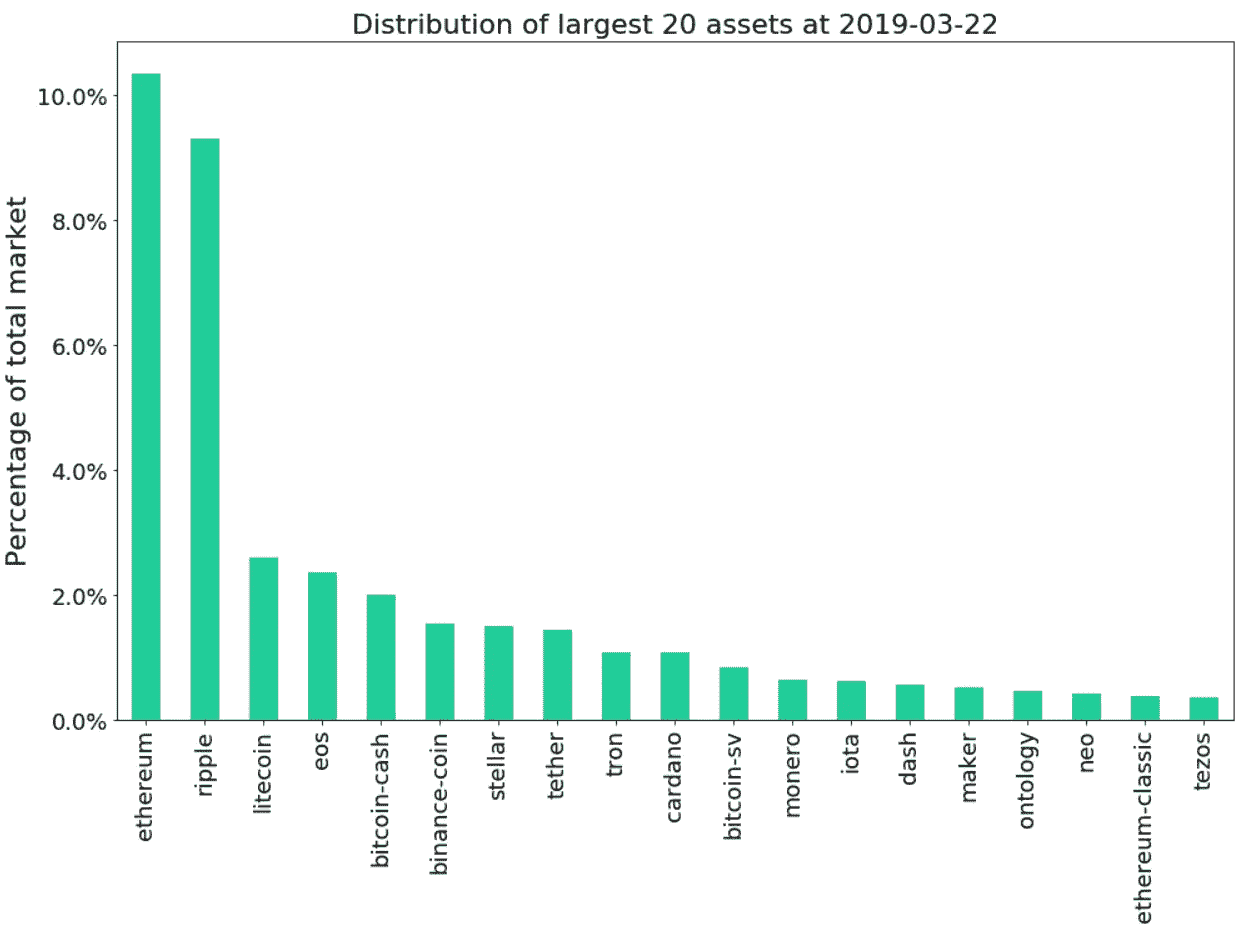 Distribution of largest 20 assets at 2019-03-22
Percentage of total market
10.0%
8.0%
6.0%
4.0%
2.0%
0.0%
ethereum
ripple
litecoin
eos
bitcoin-cash
binance-coin
stellar
tether
tron
cardano
bitcoin-sv
monero
iota
dash
maker
ontology
neo
ethereum-classic
tezos